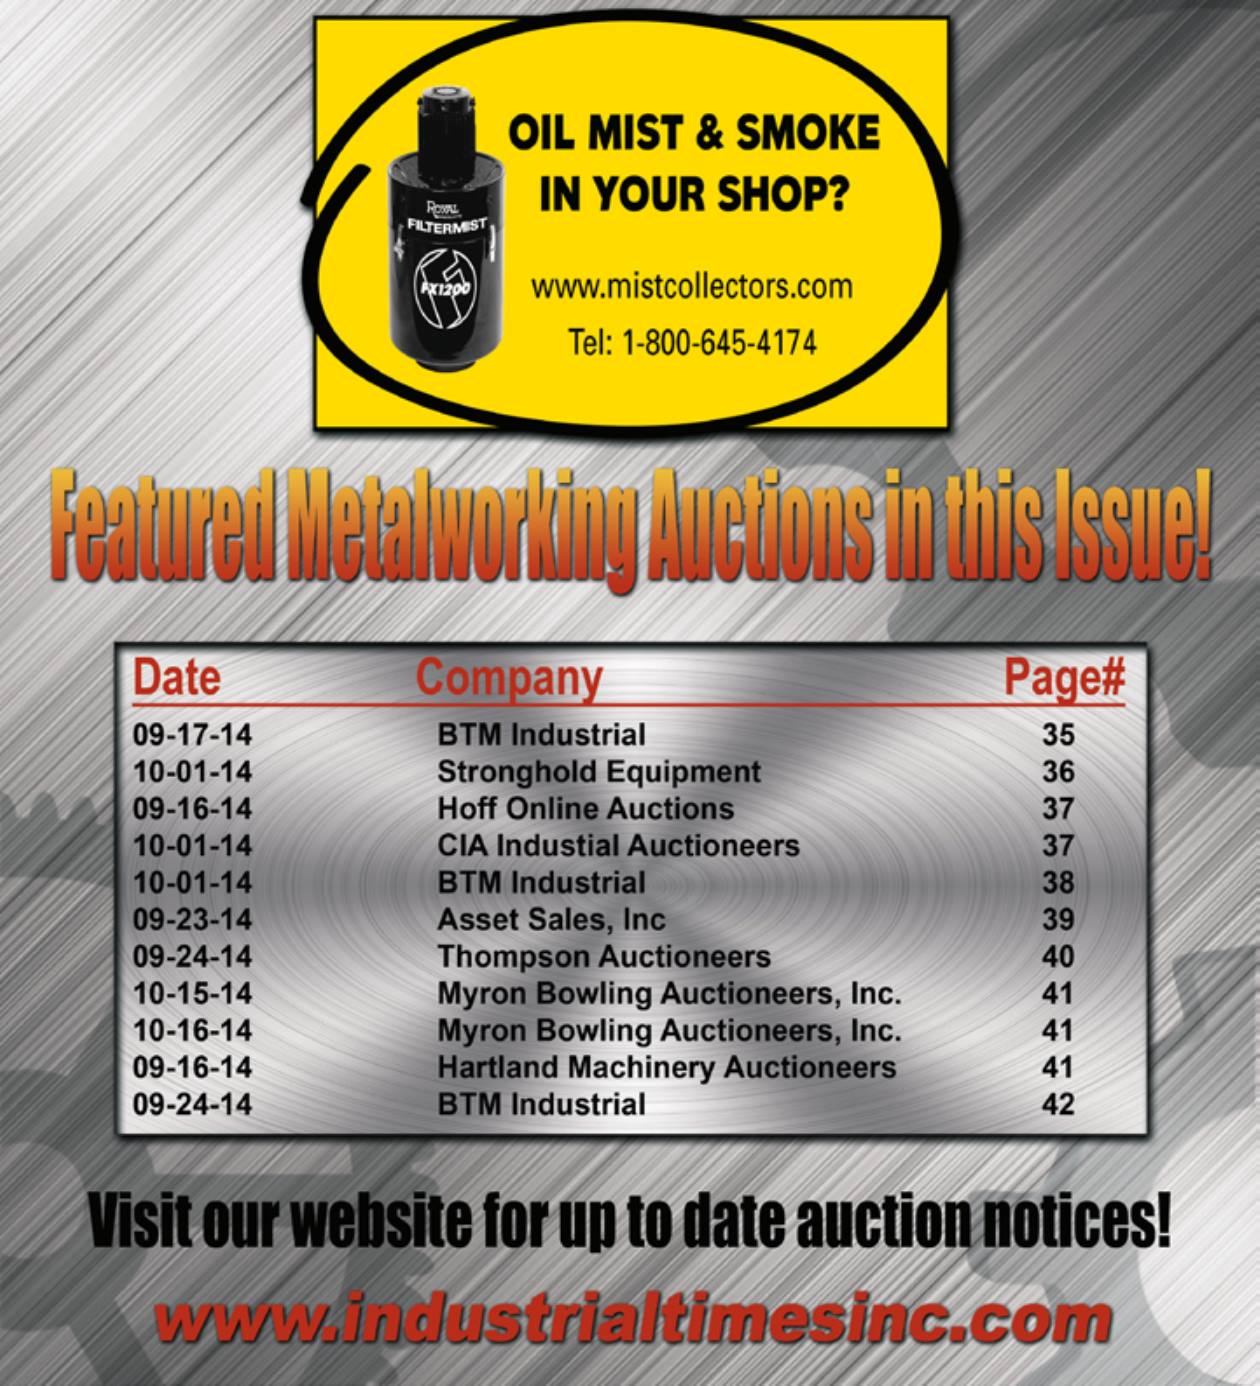 OIL MIST & SMOKE
IN YOUR SHOP?
ROYAL
FILTERMIST
FX1200
www.mistcollectors.com
Tel: 1-800-645-4174
Featured Metalworking Auctions in this Issue!
Date Company Page#
09-17-14 BTM Industrial 35
10-01-14 Stronghold Equipment 36
09-16-14 Hoff Online Auctions 37
10-01-14 CIA Industial Auctioneers 37
10-01-14 BTM Industrial 38
09-23-14 Asset Sales, Inc 39
09-24-14 Thompson Auctioneers 40
10-15-14 Myron Bowling Auctioneers, Inc. 41
10-16-14 Myron Bowling Auctioneers, Inc. 41
09-16-14 Hartland Machinery Auctioneers 41
09-24-14 BTM Industrial 42
Visit our website for up to date auction notices!
www.industrialtimesinc.com